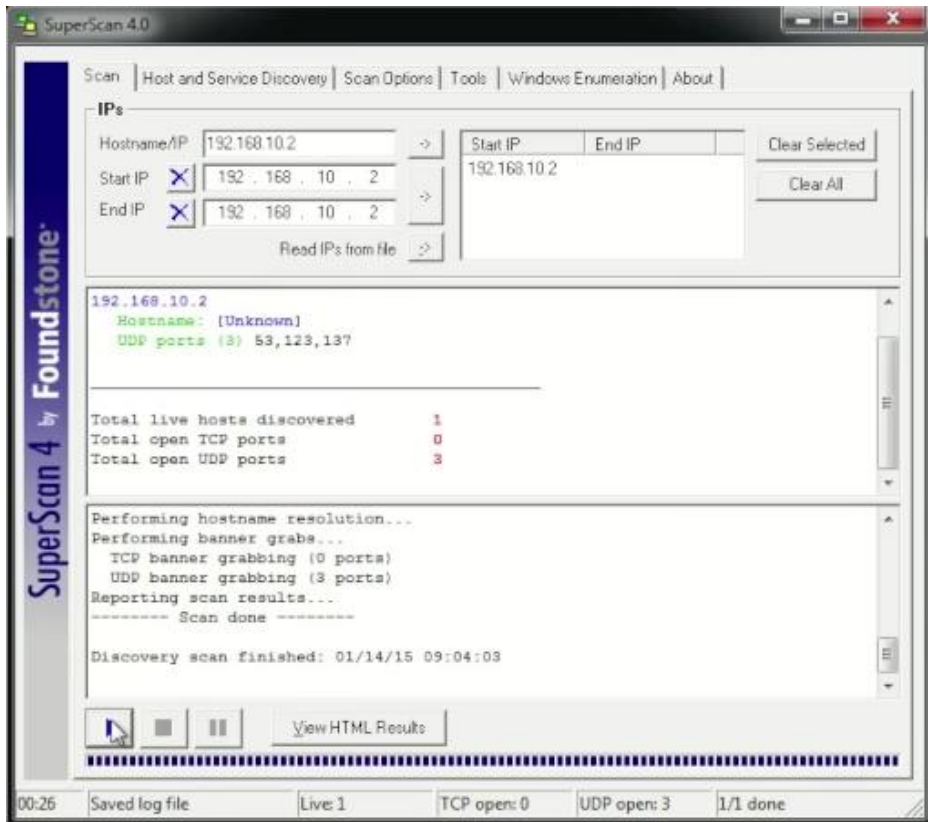 SuperScan 4.0
Scan Host and Service Discovery Scan Options Tools Windows Enumeration About
IPs
Hostname/IP 192.168.10.2 ->
Start IP X 192 . 168 . 10 . 2
End IP X 192 . 168 . 10 . 2
->
Read IPs from file ->
Start IP End IP
192.168.10.2
Clear Selected
Clear All
192.168.10.2
Hostname: [Unknown]
UDP ports (3) 53,123,137
Total live hosts discovered 1
Total open TCP ports 0
Total open UDP ports 3
Performing hostname resolution...
Performing banner grabs...
TCP banner grabbing (0 ports)
UDP banner grabbing (3 ports)
Reporting scan results...
-------- Scan done --------
Discovery scan finished: 01/14/15 09:04:03
View HTML Results
SuperScan 4 by Foundstone
00:26 Saved log file Live: 1 TCP open: 0 UDP open: 3 1/1 done